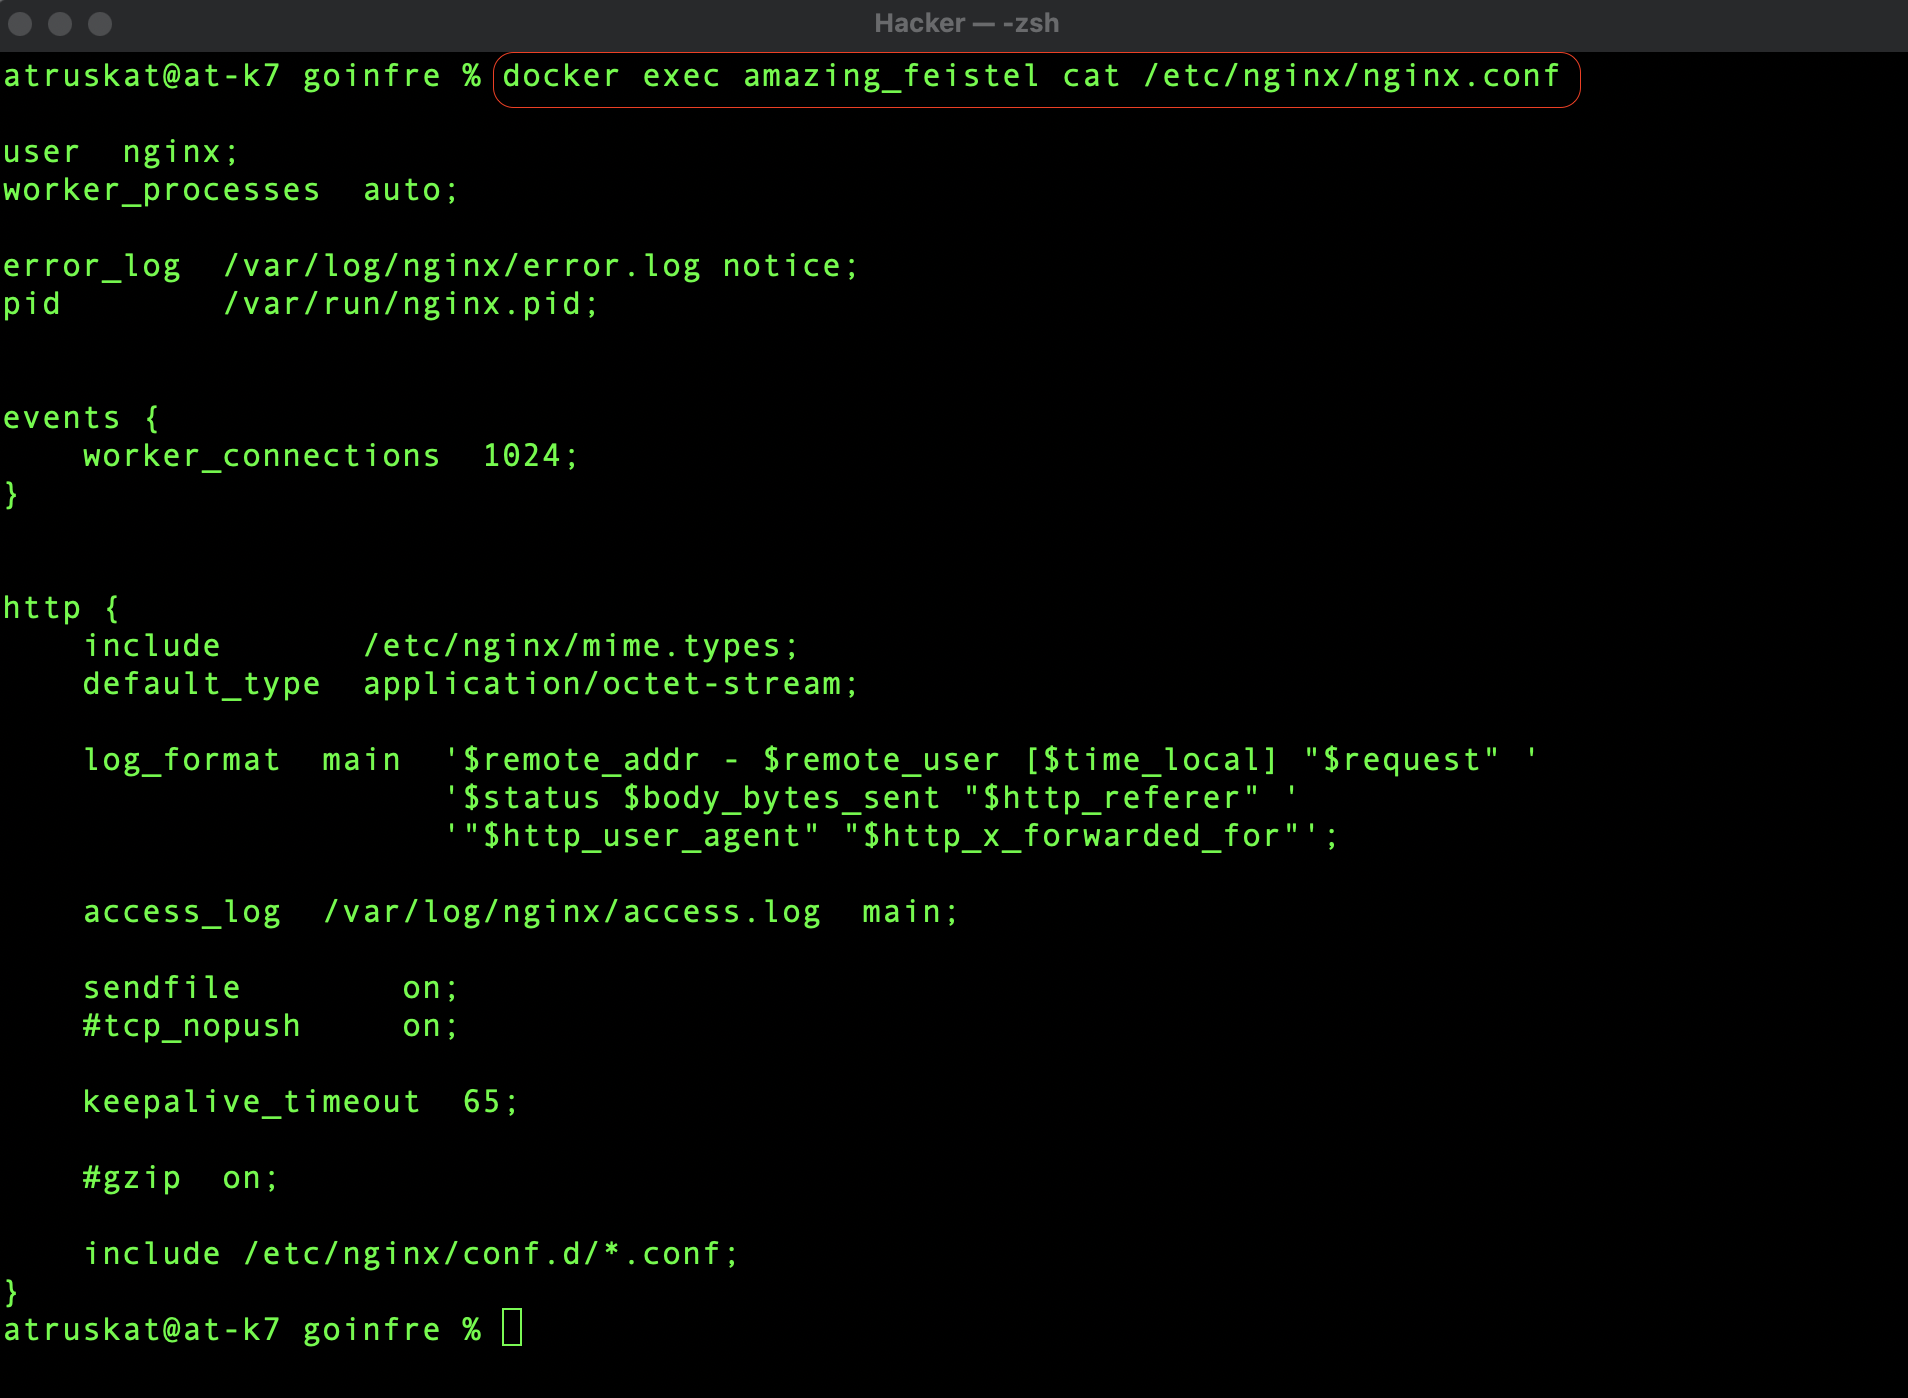 Hacker — -zsh
atruskat@at-k7 goinfre % docker exec amazing_feistel cat /etc/nginx/nginx.conf
user  nginx;
worker_processes  auto;
error_log  /var/log/nginx/error.log notice;
pid        /var/run/nginx.pid;
events {
    worker_connections  1024;
}
http {
    include       /etc/nginx/mime.types;
    default_type  application/octet-stream;
    log_format  main  '$remote_addr - $remote_user [$time_local] "$request" '
                      '$status $body_bytes_sent "$http_referer" '
                      '"$http_user_agent" "$http_x_forwarded_for"';
    access_log  /var/log/nginx/access.log  main;
    sendfile        on;
    #tcp_nopush     on;
    keepalive_timeout  65;
    #gzip  on;
    include /etc/nginx/conf.d/*.conf;
}
atruskat@at-k7 goinfre %